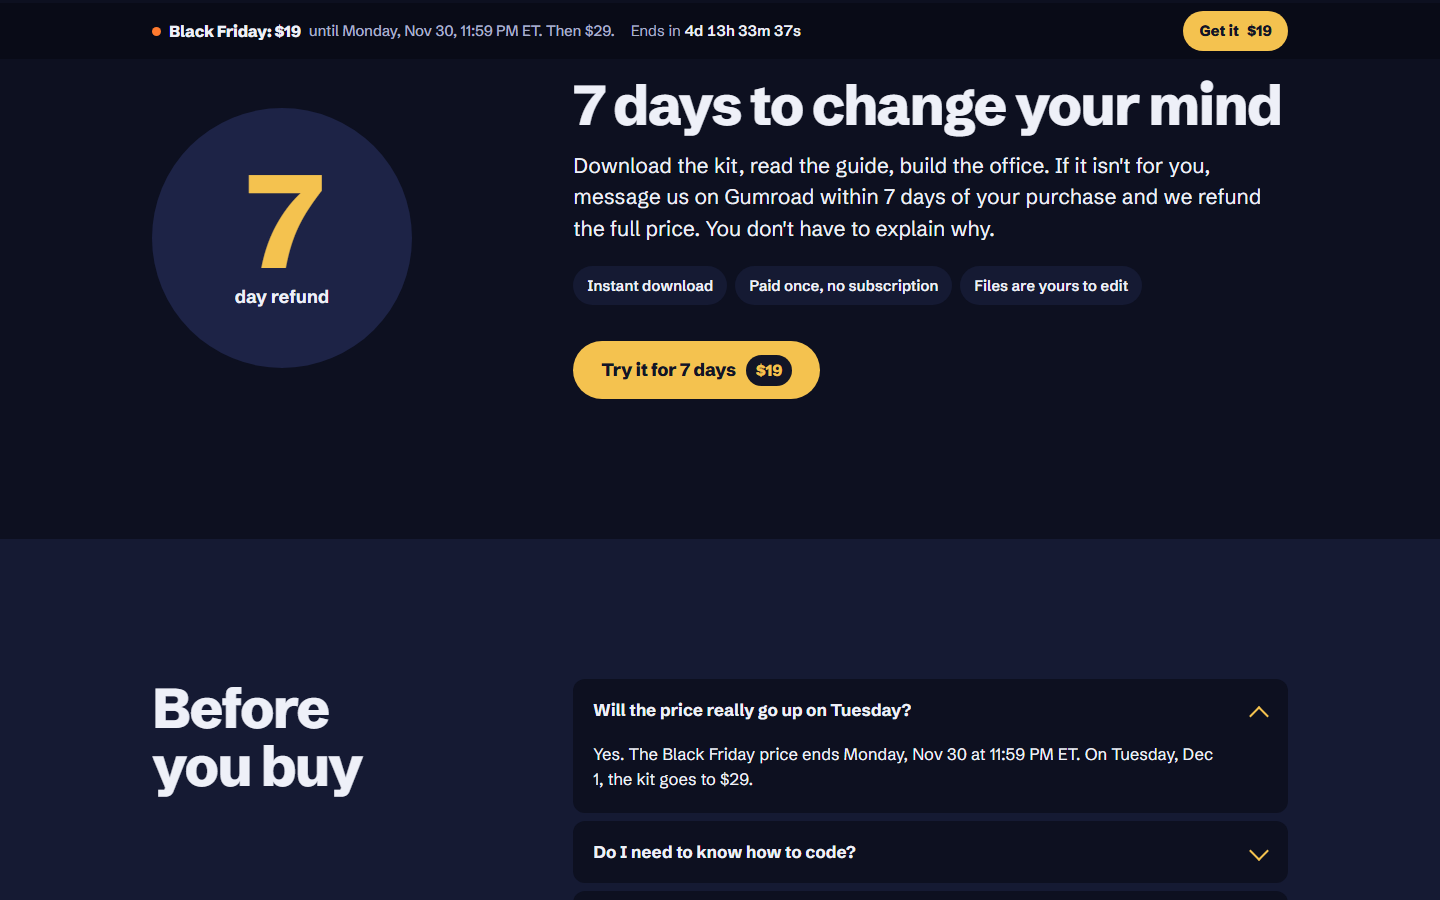 Black Friday: $19 until Monday, Nov 30, 11:59 PM ET. Then $29. Ends in 4d 13h 33m 37s
Get it $19
7
day refund
7 days to change your mind
Download the kit, read the guide, build the office. If it isn't for you,
message us on Gumroad within 7 days of your purchase and we refund
the full price. You don't have to explain why.
Instant download
Paid once, no subscription
Files are yours to edit
Try it for 7 days $19
Before
you buy
Will the price really go up on Tuesday?
Yes. The Black Friday price ends Monday, Nov 30 at 11:59 PM ET. On Tuesday, Dec
1, the kit goes to $29.
Do I need to know how to code?